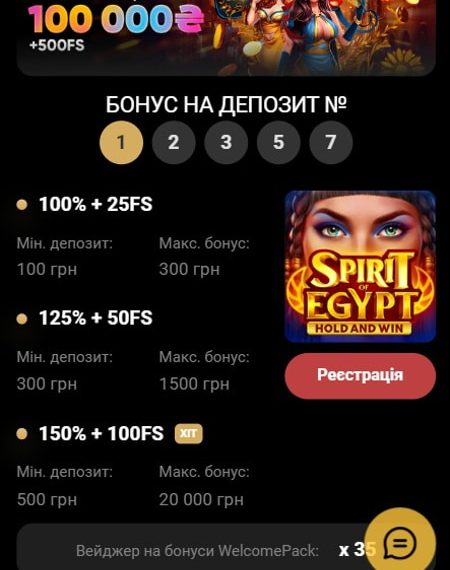 100 000₴
+500FS
БОНУС НА ДЕПОЗИТ №
1 2 3 5 7
100% + 25FS
Мін. депозит: Макс. бонус:
100 грн 300 грн
SPIRIT
OF
EGYPT
HOLD AND WIN
125% + 50FS
Мін. депозит: Макс. бонус:
300 грн 1500 грн
Реєстрація
150% + 100FS ХІТ
Мін. депозит: Макс. бонус:
500 грн 20 000 грн
Вейджер на бонуси WelcomePack: x 35